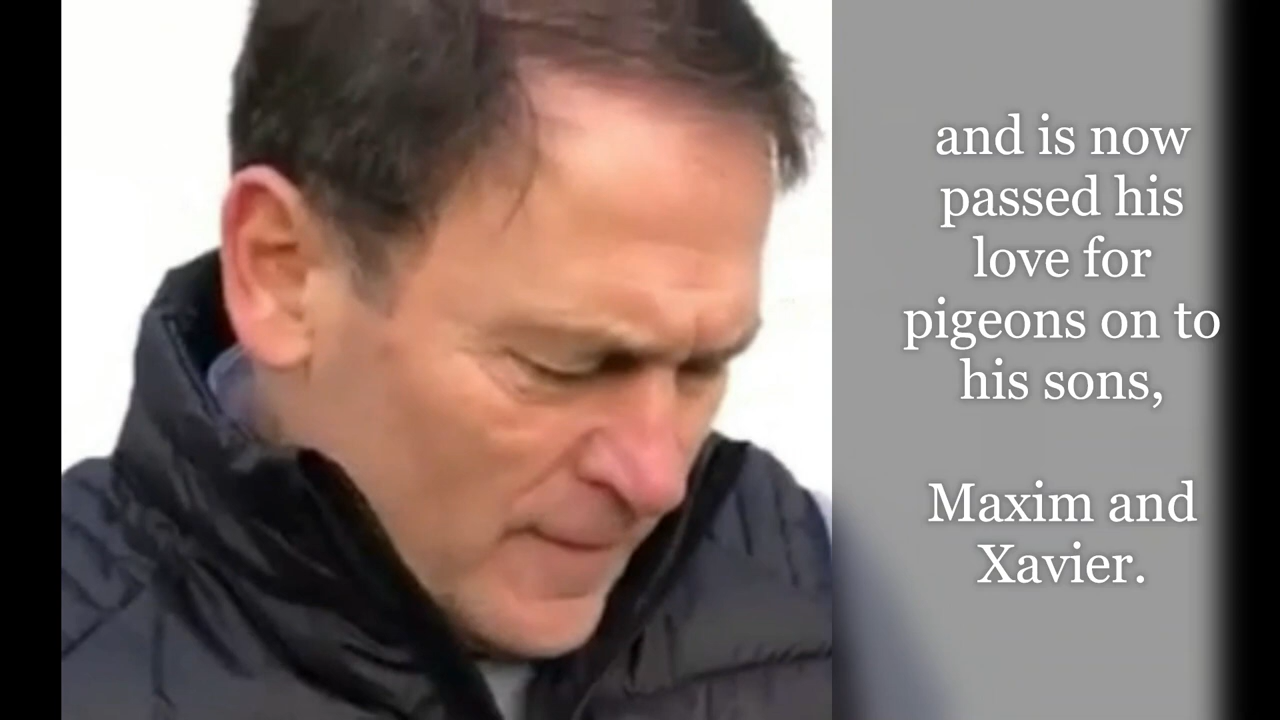 and is now
passed his
love for
pigeons on to
his sons,
Maxim and
Xavier.